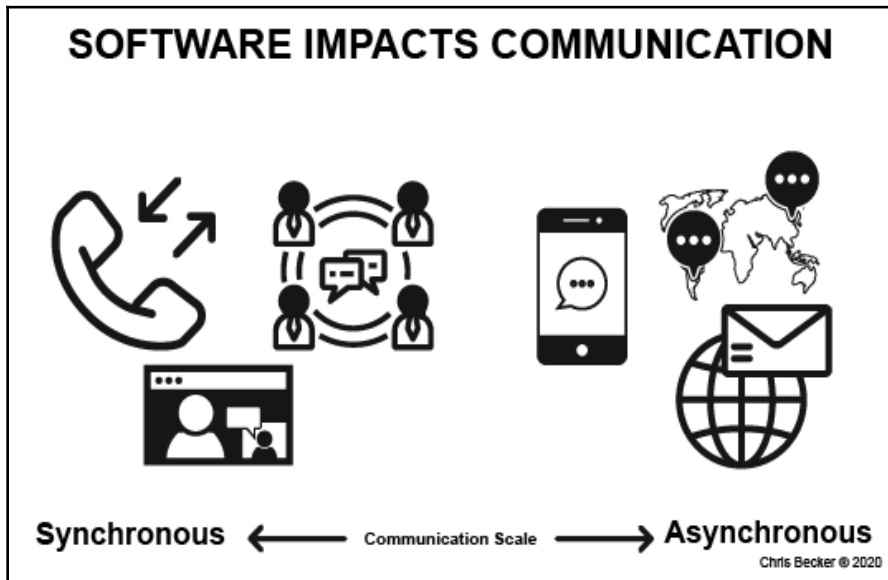 SOFTWARE IMPACTS COMMUNICATION
Synchronous
Communication Scale
Asynchronous
Chris Becker ® 2020